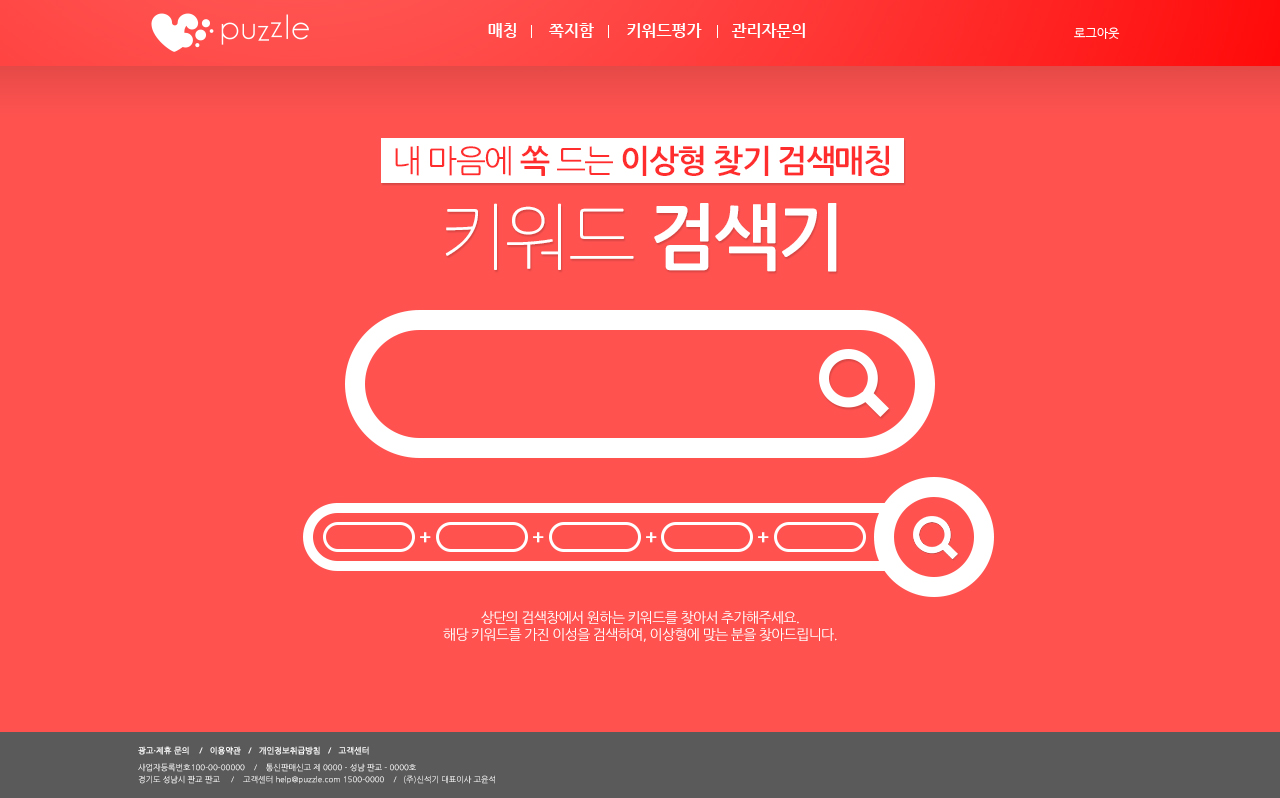 puzzle
매칭 | 쪽지함 | 키워드평가 | 관리자문의
로그아웃
내 마음에 쏙 드는 이상형 찾기 검색매칭
키워드 검색기
+ + + +
상단의 검색창에서 원하는 키워드를 찾아서 추가해주세요.
해당 키워드를 가진 이성을 검색하여, 이상형에 맞는 분을 찾아드립니다.
광고·제휴 문의 / 이용약관 / 개인정보취급방침 / 고객센터
사업자등록번호100-00-00000 / 통신판매신고 제 0000 - 성남 판교 - 0000호
경기도 성남시 판교 판교 / 고객센터 help@puzzle.com 1500-0000 / (주)신석기 대표이사 고윤석